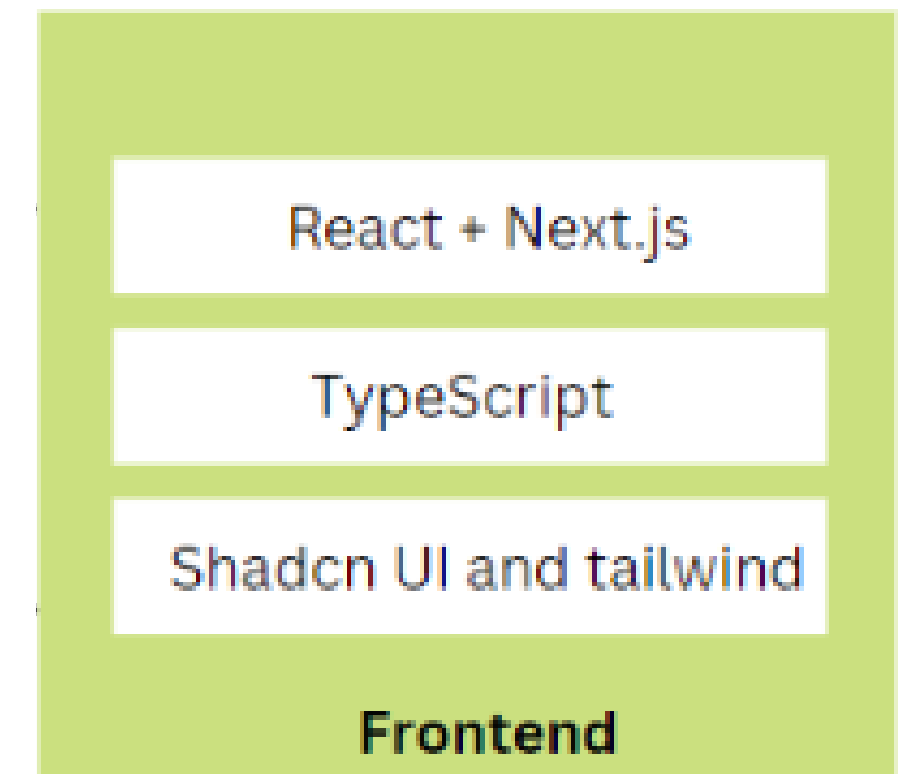 React + Next.js
TypeScript
Shadcn UI and tailwind
Frontend